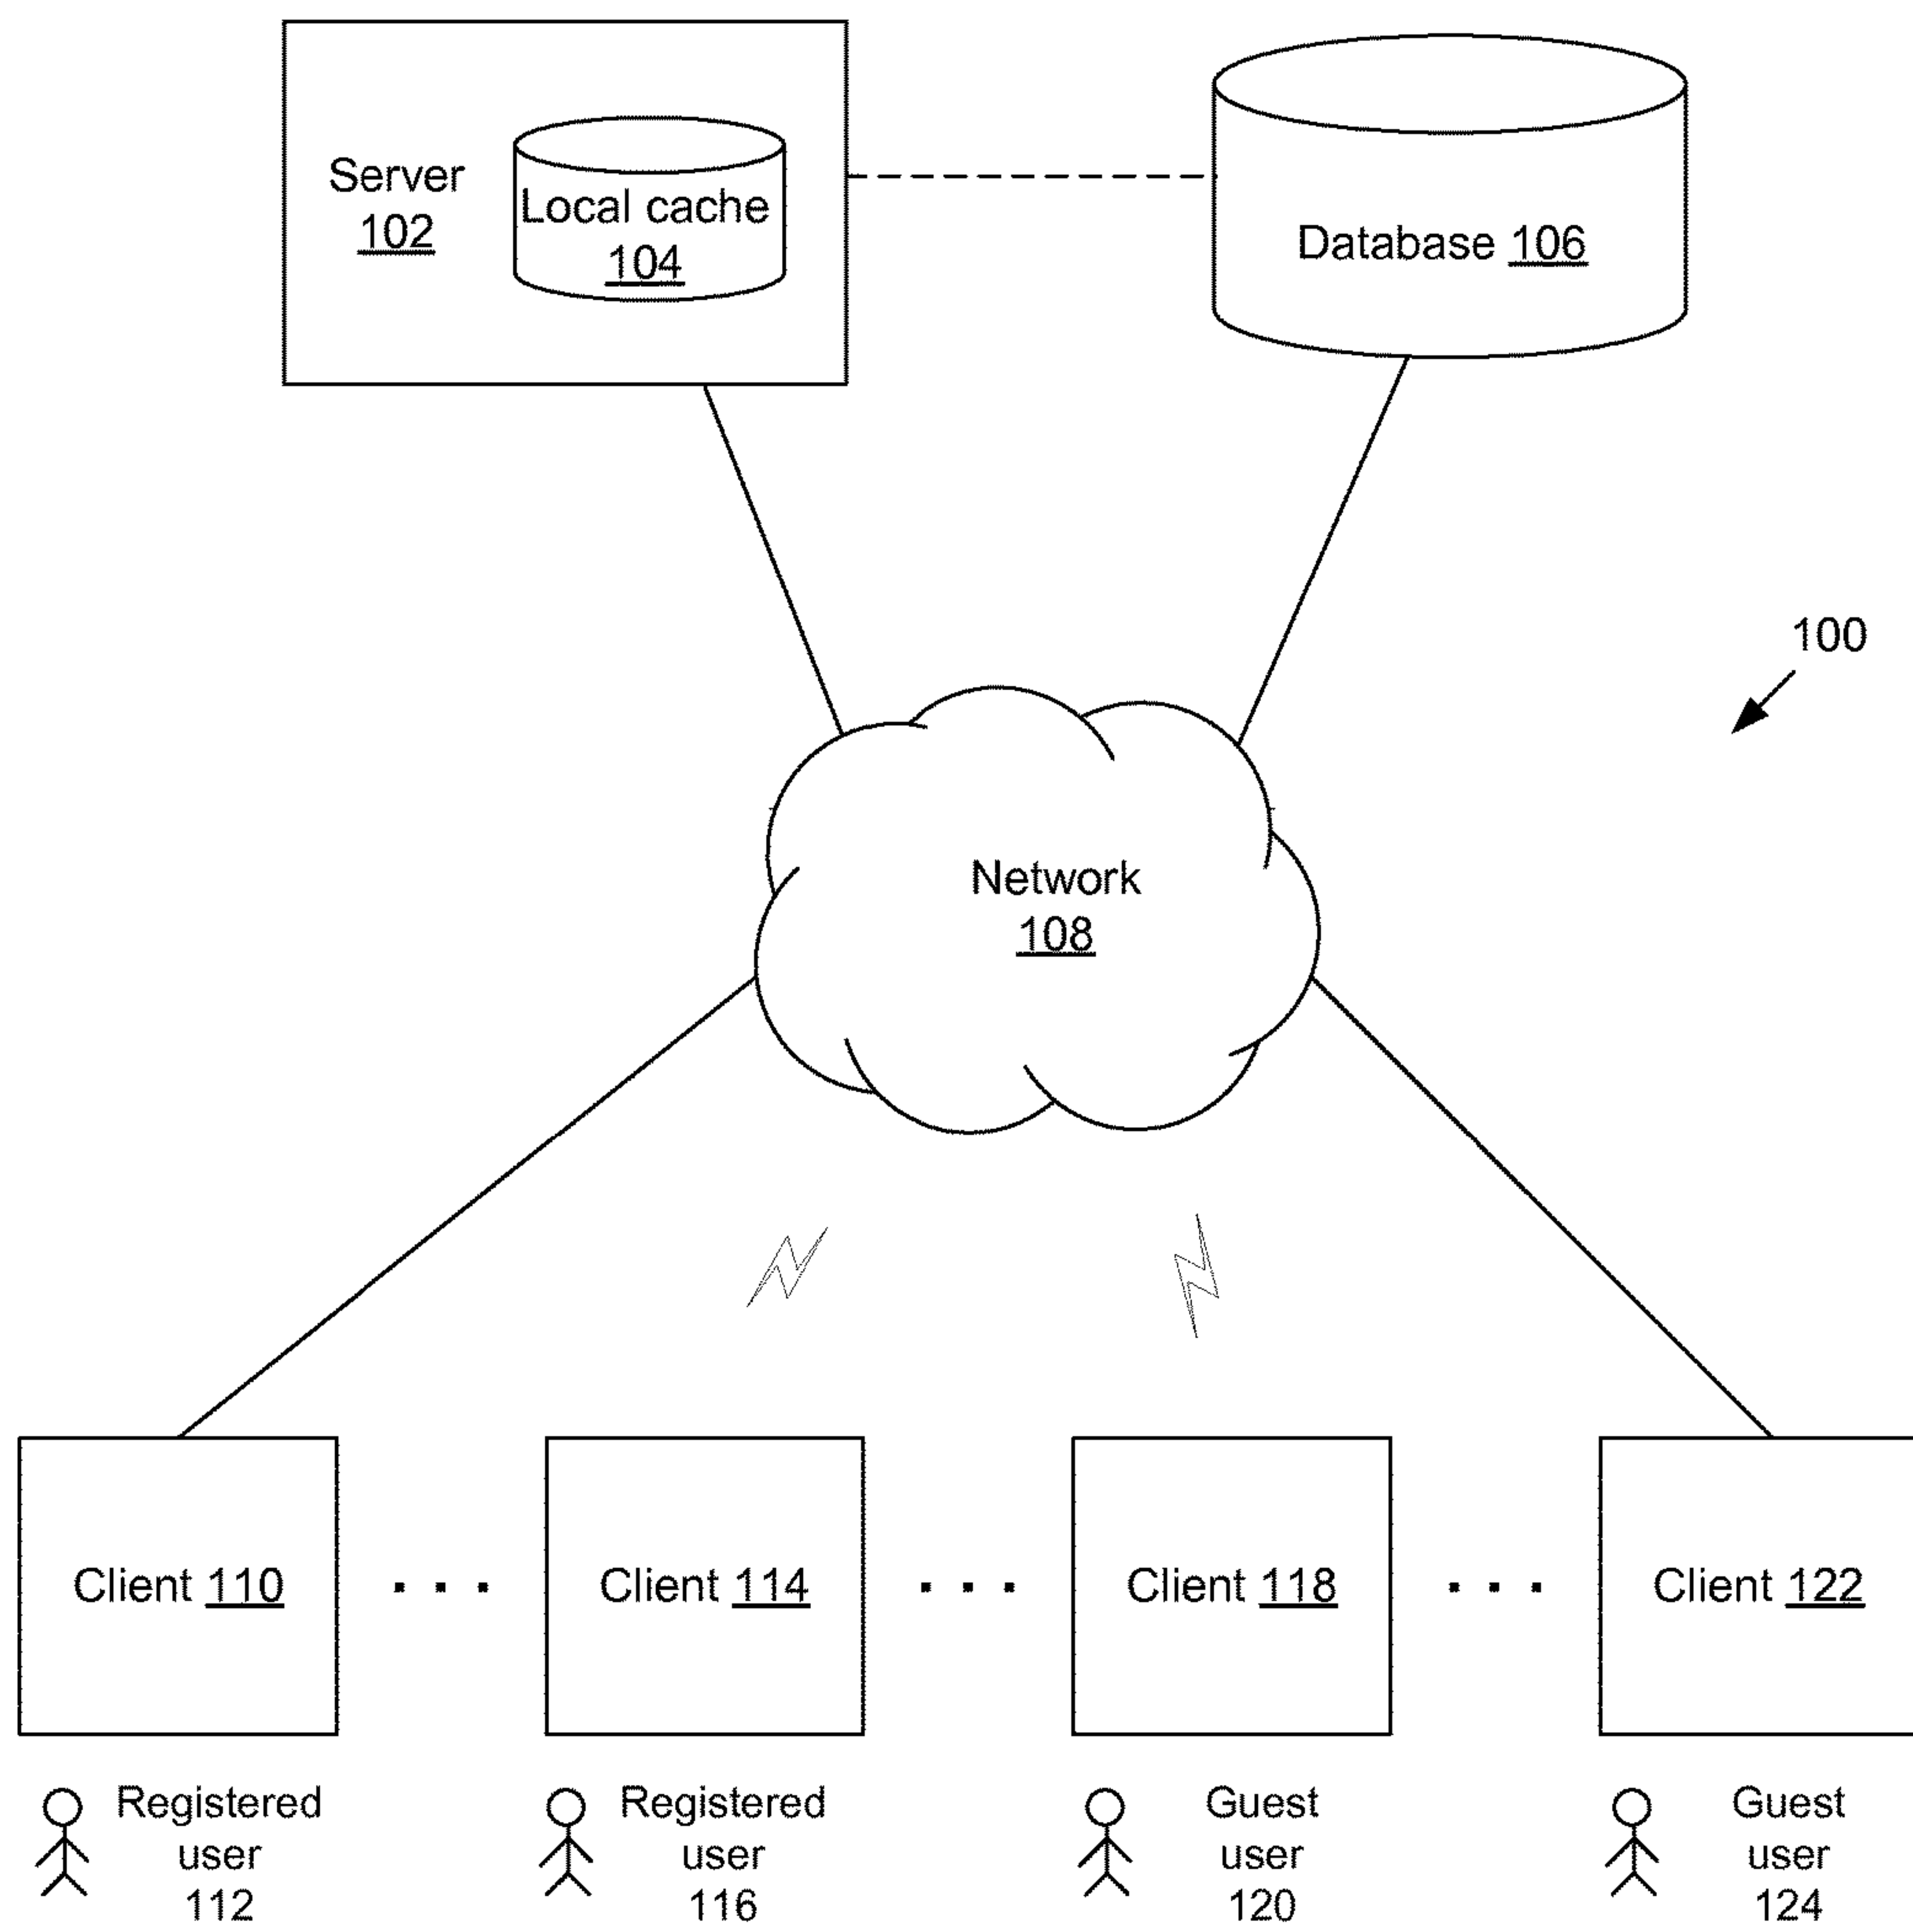 Server
102
Local cache
104
Database 106
100
Network
108
Client 110
Client 114
Client 118
Client 122
Registered
user
112
Registered
user
116
Guest
user
120
Guest
user
124